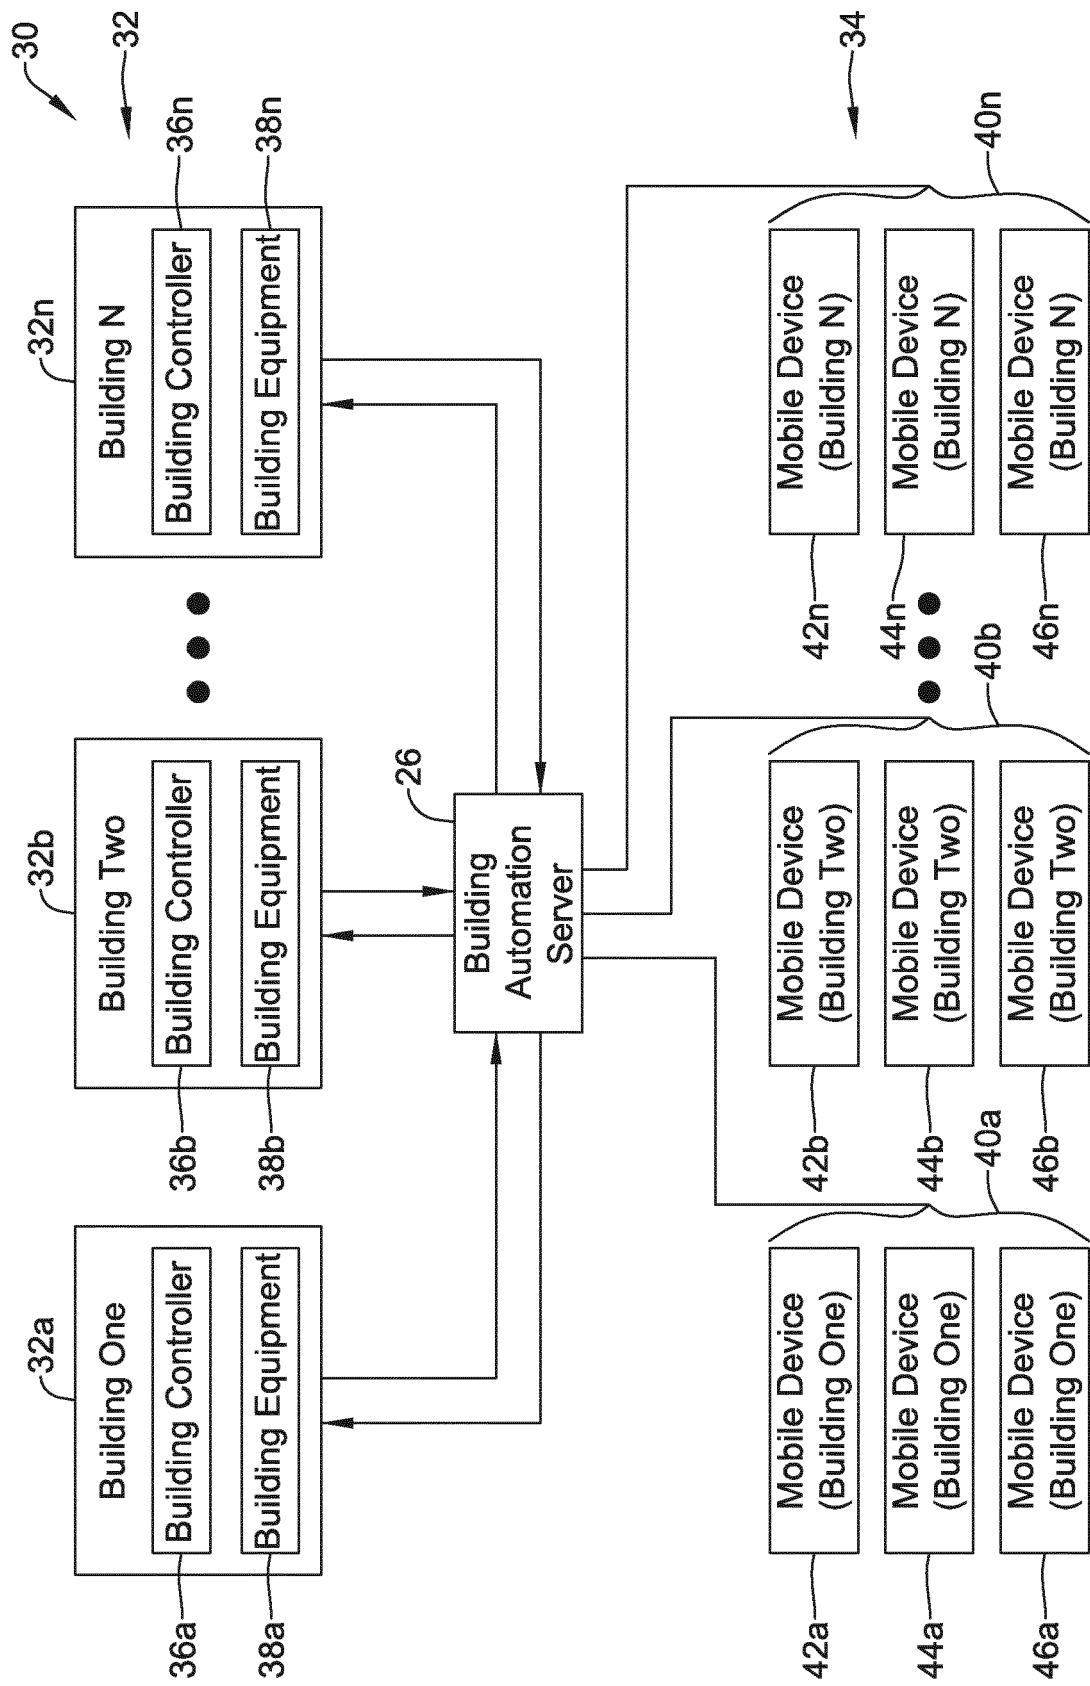 30
32
32a
Building One
36a
Building Controller
38a
Building Equipment
32b
Building Two
36b
Building Controller
38b
Building Equipment
32n
Building N
Building Controller
36n
Building Equipment
38n
26
Building
Automation
Server
34
42a
Mobile Device
(Building One)
44a
Mobile Device
(Building One)
46a
Mobile Device
(Building One)
40a
42b
Mobile Device
(Building Two)
44b
Mobile Device
(Building Two)
46b
Mobile Device
(Building Two)
40b
42n
Mobile Device
(Building N)
44n
Mobile Device
(Building N)
46n
Mobile Device
(Building N)
40n